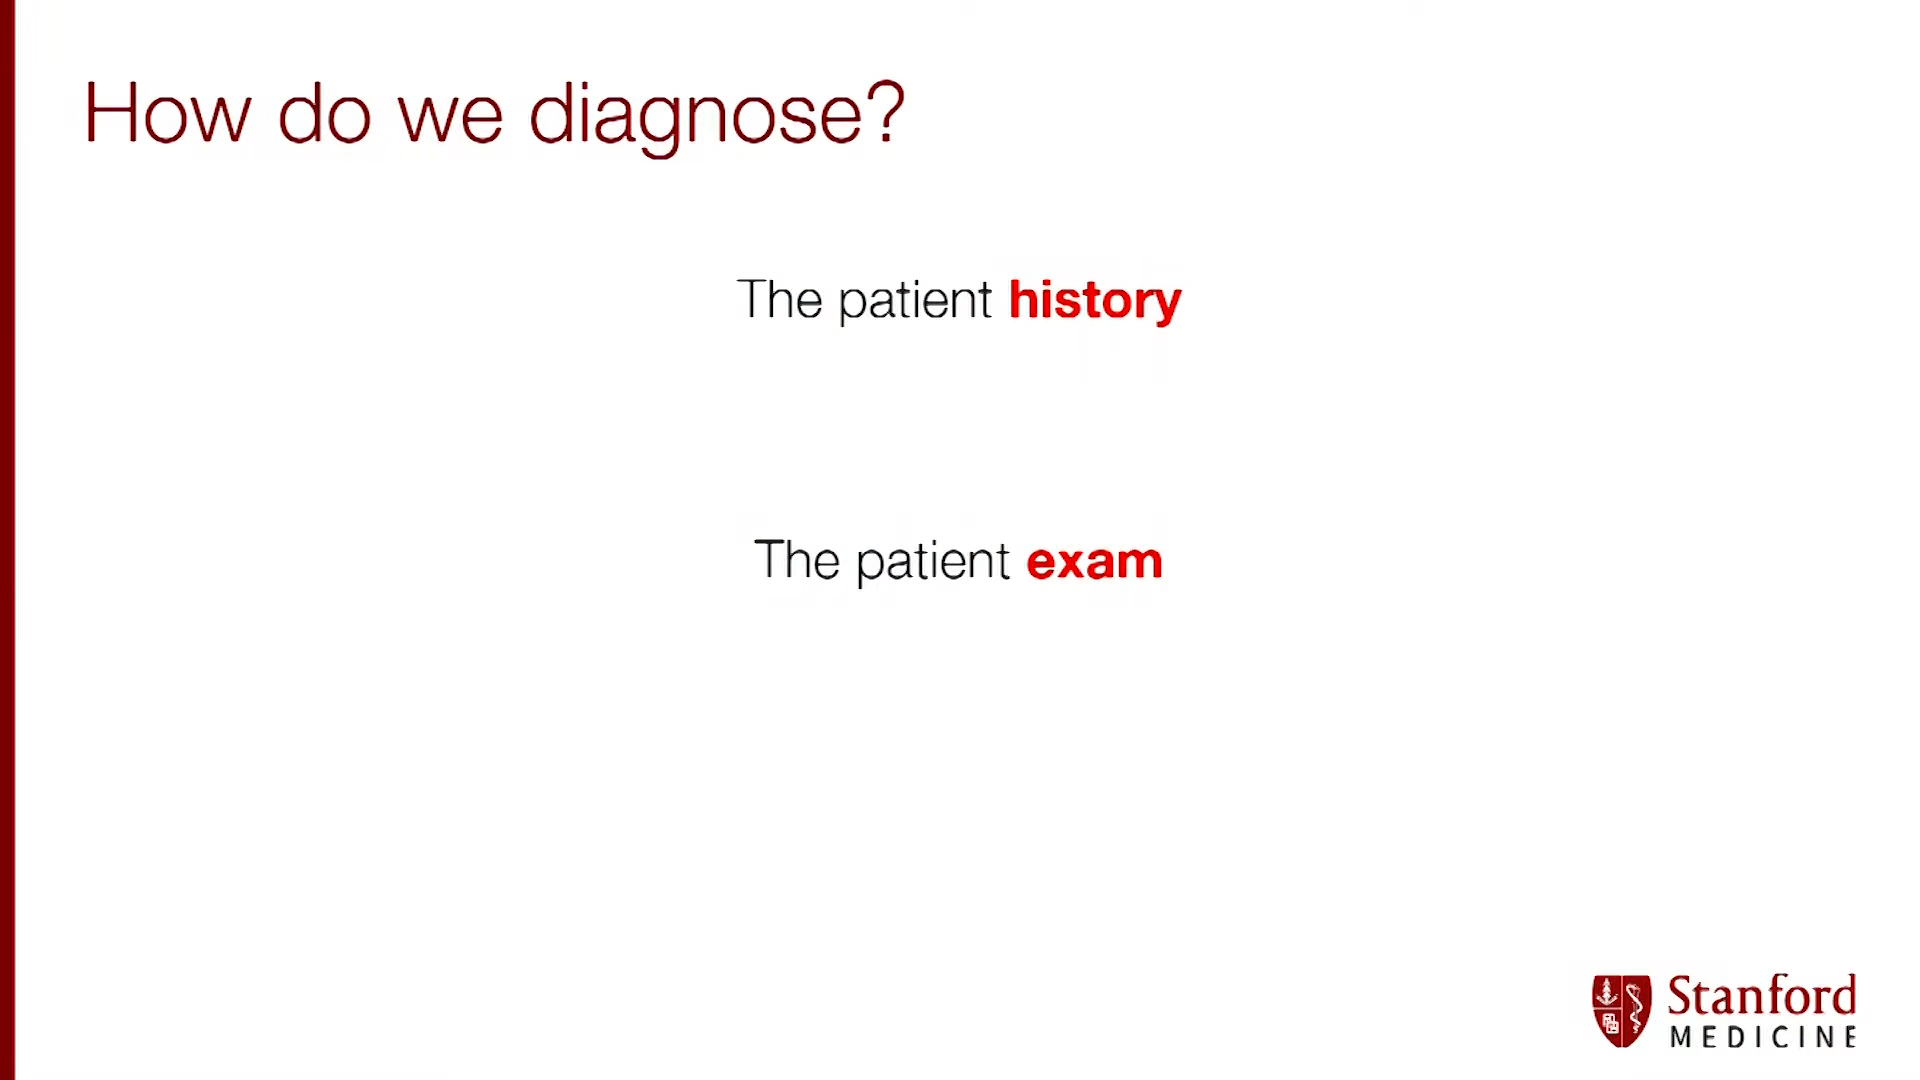 How do we diagnose?
The patient history
The patient exam
Stanford
MEDICINE